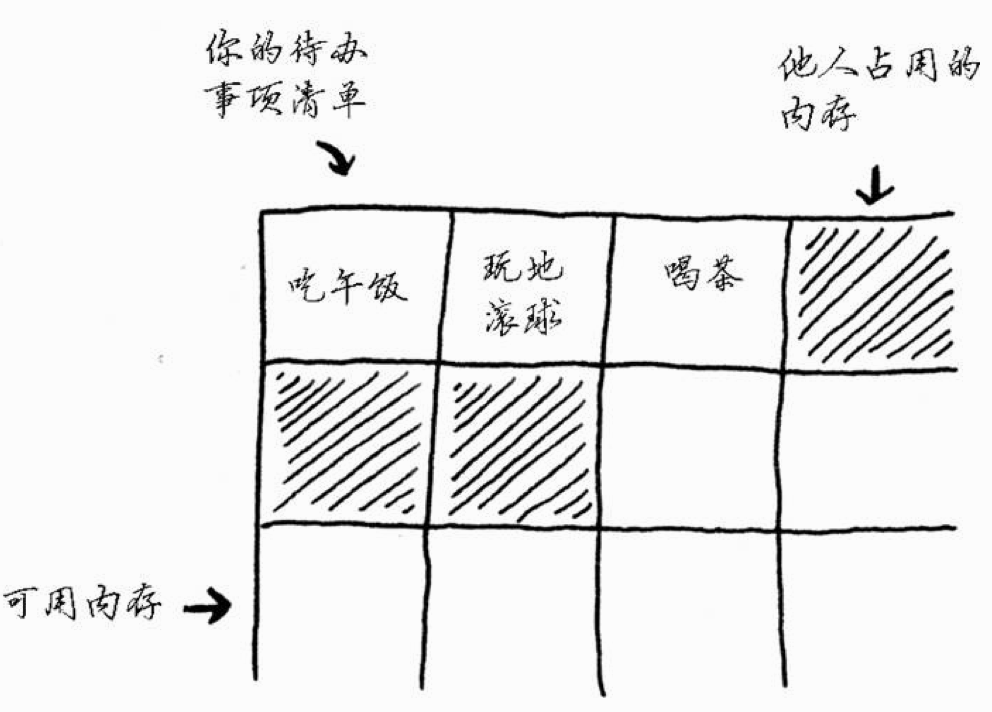 你的待办
事项清单
他人占用的
内存
吃午饭
玩地
滚球
喝茶
可用内存